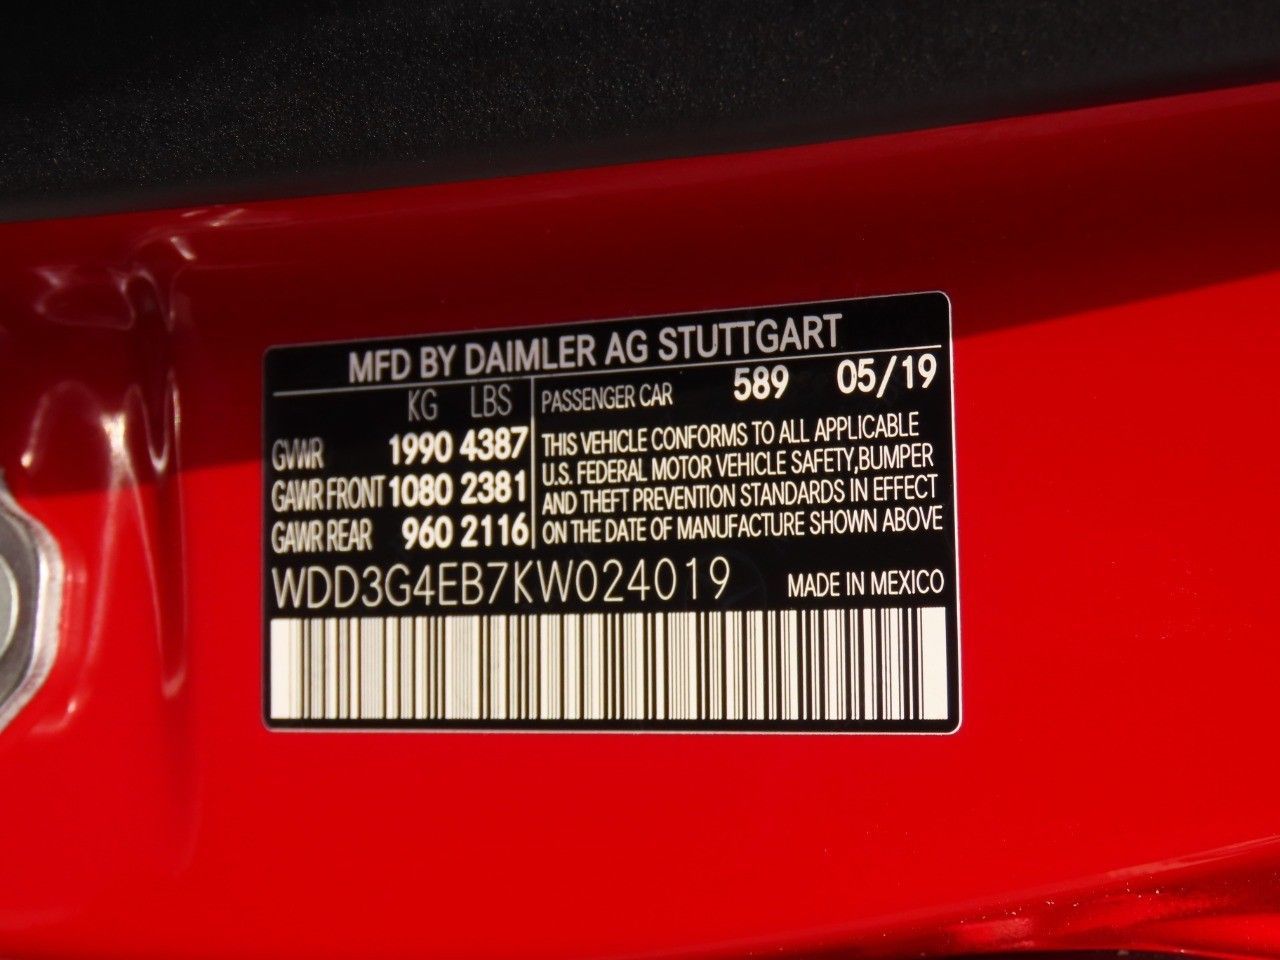 MFD BY DAIMLER AG STUTTGART
KG LBS
GVWR 1990 4387
GAWR FRONT 1080 2381
GAWR REAR 960 2116
PASSENGER CAR 589 05/19
THIS VEHICLE CONFORMS TO ALL APPLICABLE
U.S. FEDERAL MOTOR VEHICLE SAFETY,BUMPER
AND THEFT PREVENTION STANDARDS IN EFFECT
ON THE DATE OF MANUFACTURE SHOWN ABOVE
WDD3G4EB7KW024019 MADE IN MEXICO